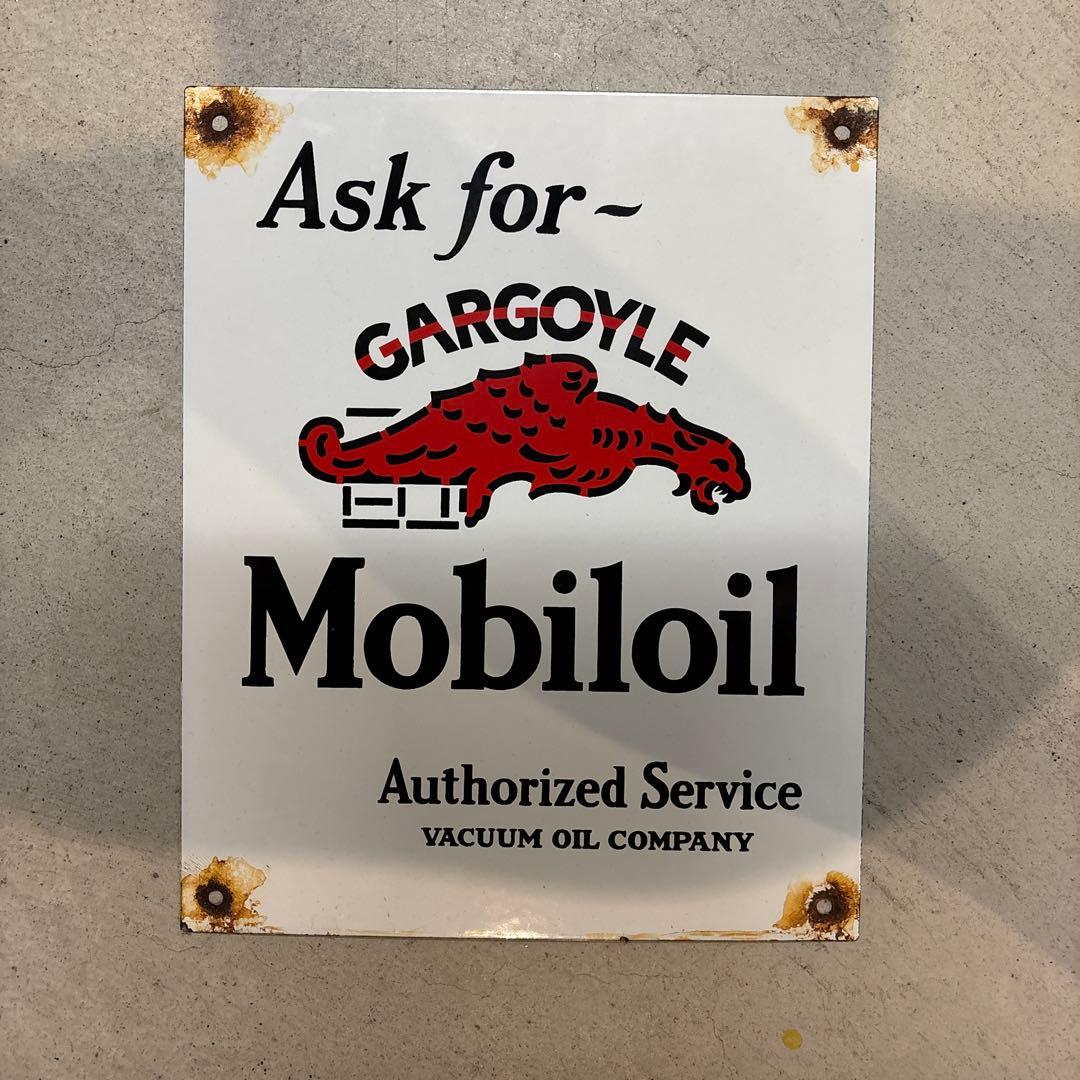 Ask for~
GARGOYLE
Mobiloil
Authorized Service
VACUUM OIL COMPANY